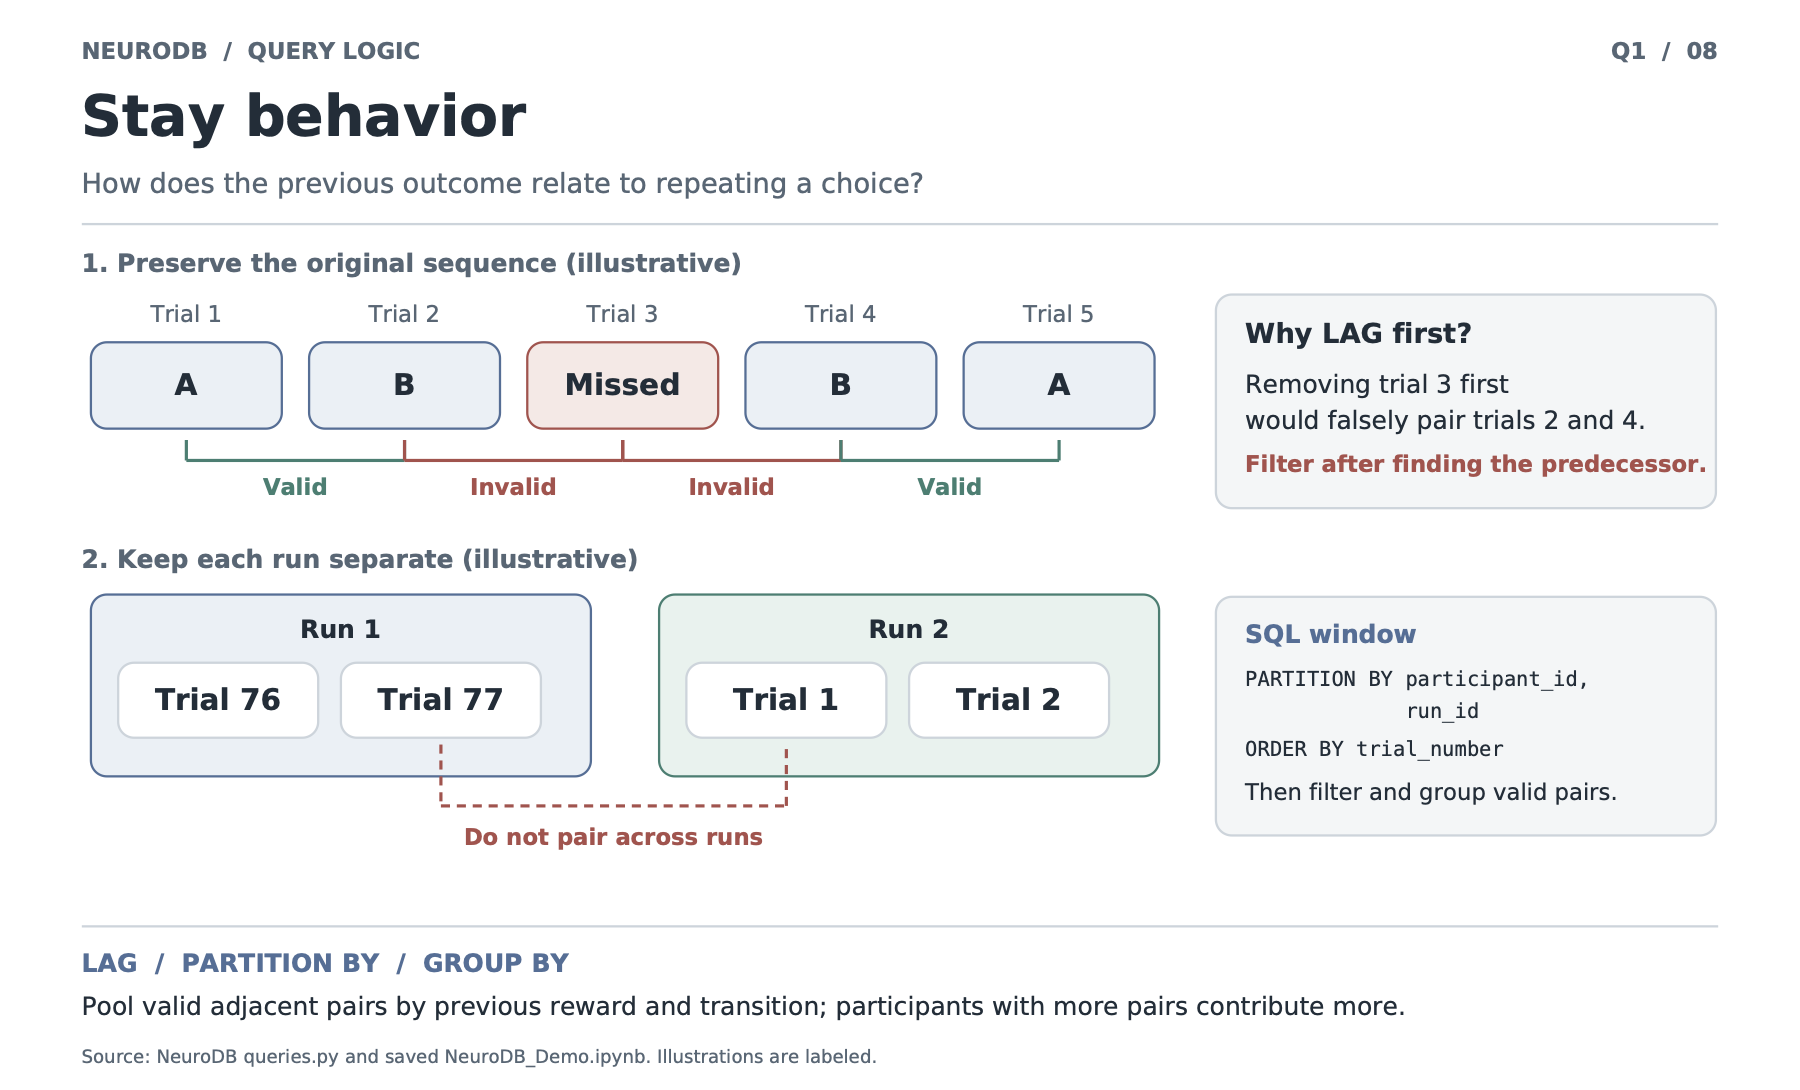 NEURODB / QUERY LOGIC
Q1 / 08
Stay behavior
How does the previous outcome relate to repeating a choice?
1. Preserve the original sequence (illustrative)
Trial 1
Trial 2
Trial 3
Trial 4
Trial 5
A
B
Missed
B
A
Valid
Invalid
Invalid
Valid
Why LAG first?
Removing trial 3 first
would falsely pair trials 2 and 4.
Filter after finding the predecessor.
2. Keep each run separate (illustrative)
Run 1
Trial 76
Trial 77
Run 2
Trial 1
Trial 2
Do not pair across runs
SQL window
PARTITION BY participant_id,
run_id
ORDER BY trial_number
Then filter and group valid pairs.
LAG / PARTITION BY / GROUP BY
Pool valid adjacent pairs by previous reward and transition; participants with more pairs contribute more.
Source: NeuroDB queries.py and saved NeuroDB_Demo.ipynb. Illustrations are labeled.